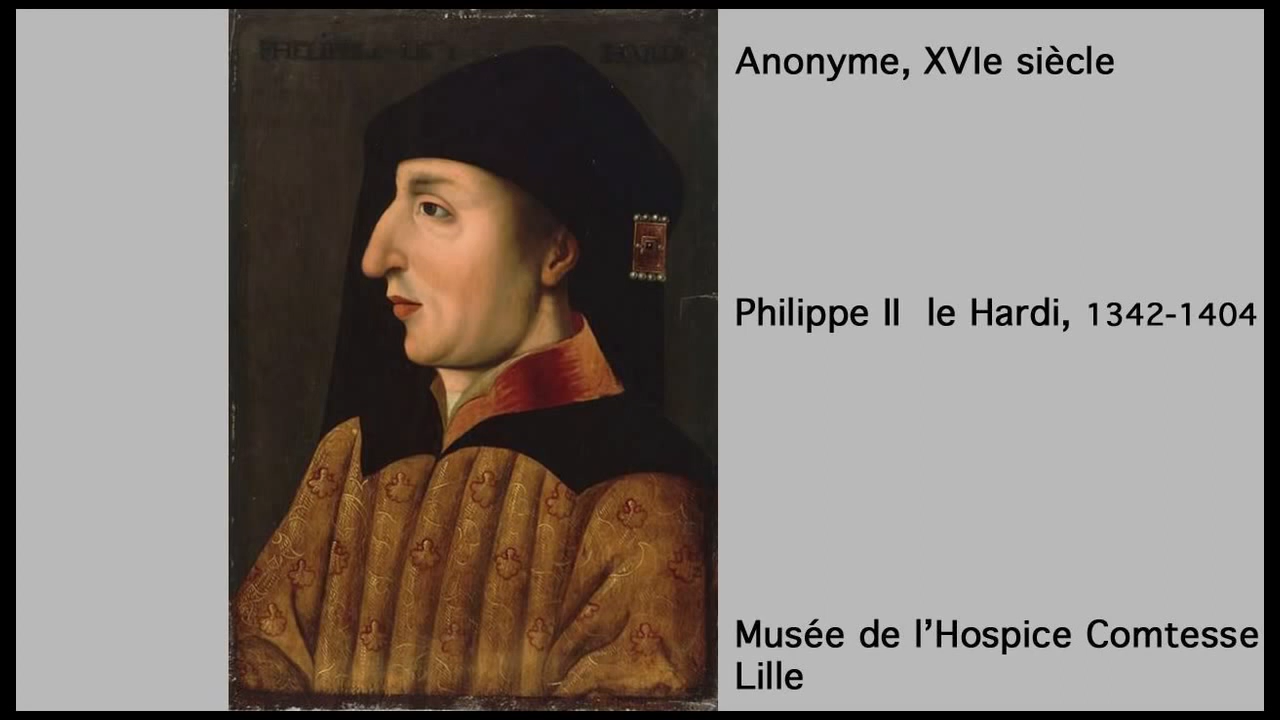 Anonyme, XVIe siècle
Philippe II le Hardi, 1342-1404
Musée de l’Hospice Comtesse
Lille